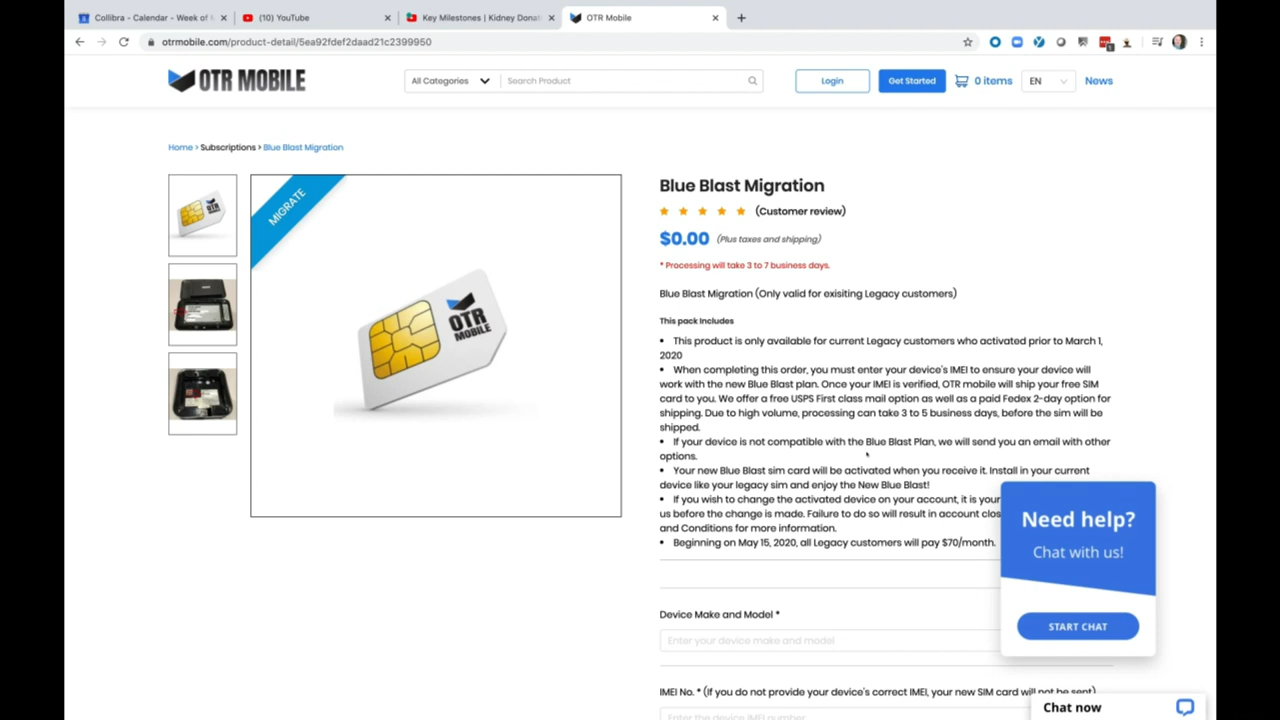 Collibra - Calendar - Week of
(10) YouTube
Key Milestones | Kidney Donat
OTR Mobile
otrmobile.com/product-detail/5ea92fdef2daad21c2399950
OTR MOBILE
All Categories
Search Product
Login
Get Started
0 items
EN
News
Home > Subscriptions > Blue Blast Migration
MIGRATE
OTR
MOBILE
Blue Blast Migration
(Customer review)
$0.00 (Plus taxes and shipping)
* Processing will take 3 to 7 business days.
Blue Blast Migration (Only valid for exisiting Legacy customers)
This pack Includes
• This product is only available for current Legacy customers who activated prior to March 1,
2020
• When completing this order, you must enter your device's IMEI to ensure your device will
work with the new Blue Blast plan. Once your IMEI is verified, OTR mobile will ship your free SIM
card to you. We offer a free USPS First class mail option as well as a paid Fedex 2-day option for
shipping. Due to high volume, processing can take 3 to 5 business days, before the sim will be
shipped.
• If your device is not compatible with the Blue Blast Plan, we will send you an email with other
options.
• Your new Blue Blast sim card will be activated when you receive it. Install in your current
device like your legacy sim and enjoy the New Blue Blast!
• If you wish to change the activated device on your account, it is your
us before the change is made. Failure to do so will result in account clos
and Conditions for more information.
• Beginning on May 15, 2020, all Legacy customers will pay $70/month.
Need help?
Chat with us!
START CHAT
Device Make and Model *
Enter your device make and model
IMEI No. * (If you do not provide your device's correct IMEI, your new SIM card will not be sent)
Enter the device IMEI number
Chat now